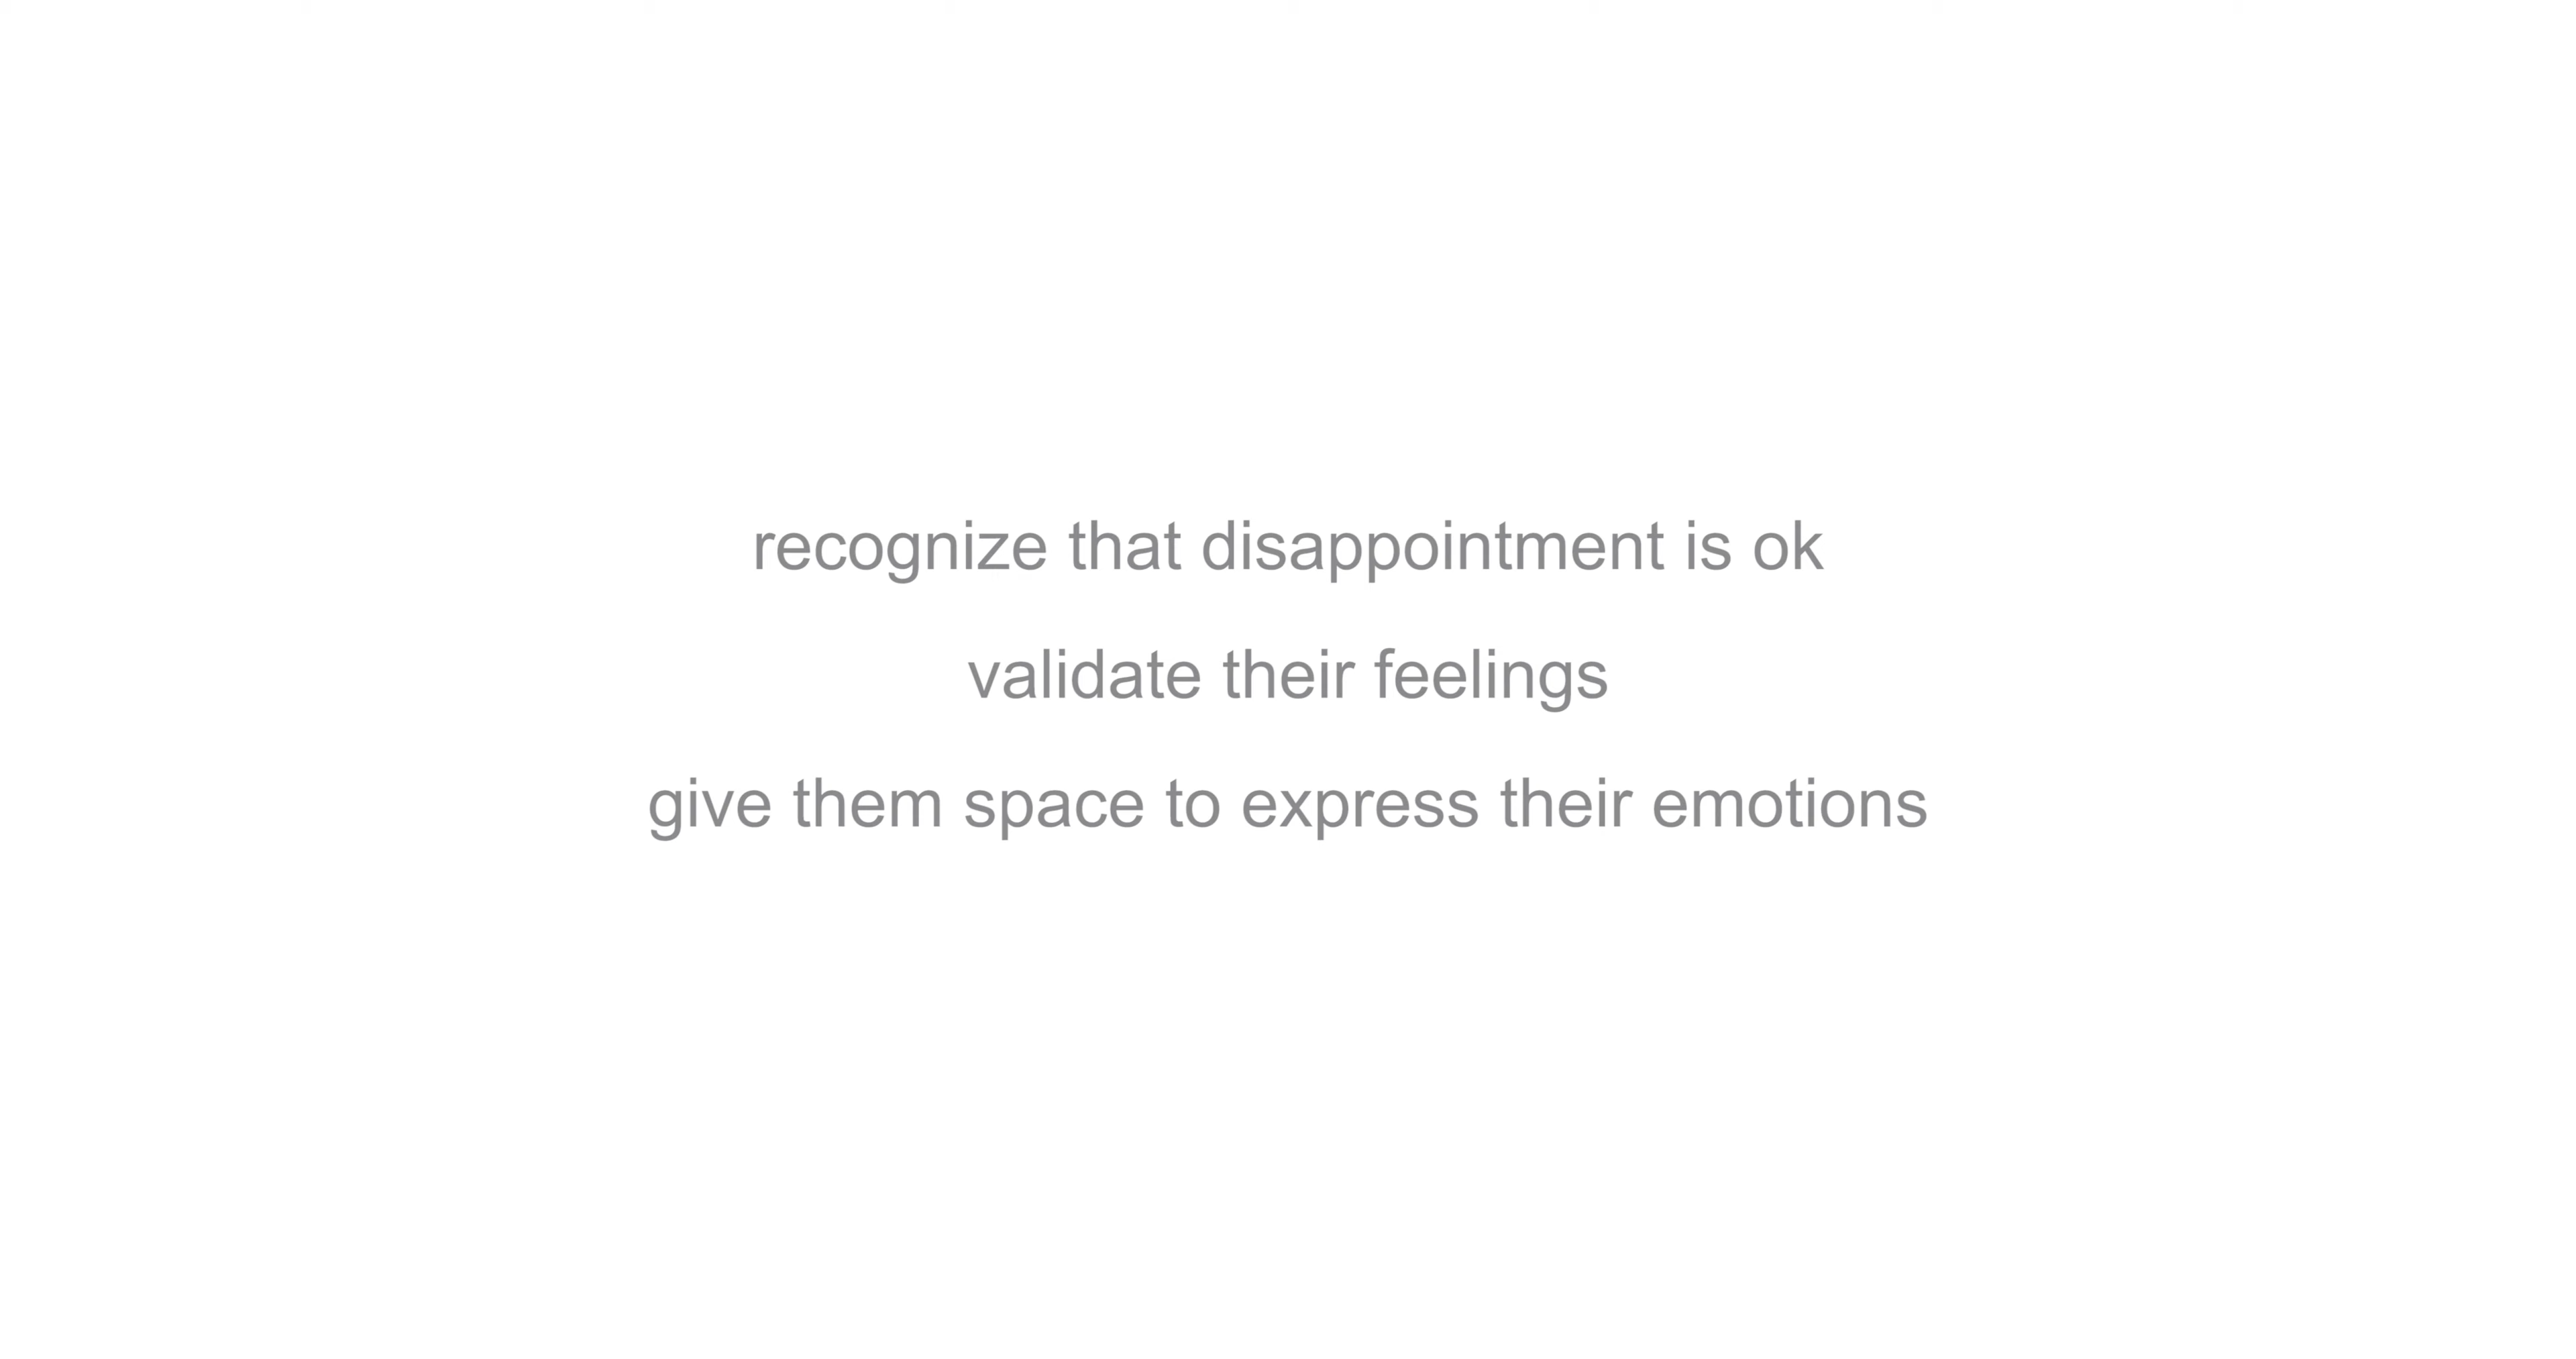 recognize that disappointment is ok
validate their feelings
give them space to express their emotions